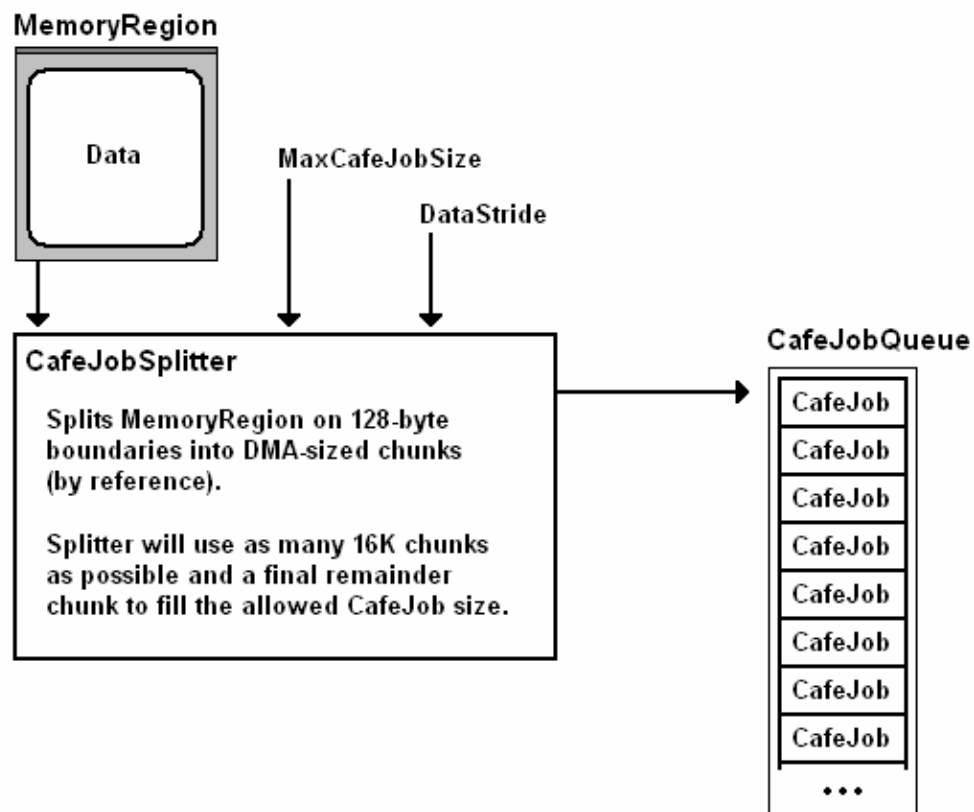 MemoryRegion
Data
MaxCafeJobSize
DataStride
CafeJobSplitter
Splits MemoryRegion on 128-byte
boundaries into DMA-sized chunks
(by reference).
Splitter will use as many 16K chunks
as possible and a final remainder
chunk to fill the allowed CafeJob size.
CafeJobQueue
CafeJob
CafeJob
CafeJob
CafeJob
CafeJob
CafeJob
CafeJob
CafeJob
...